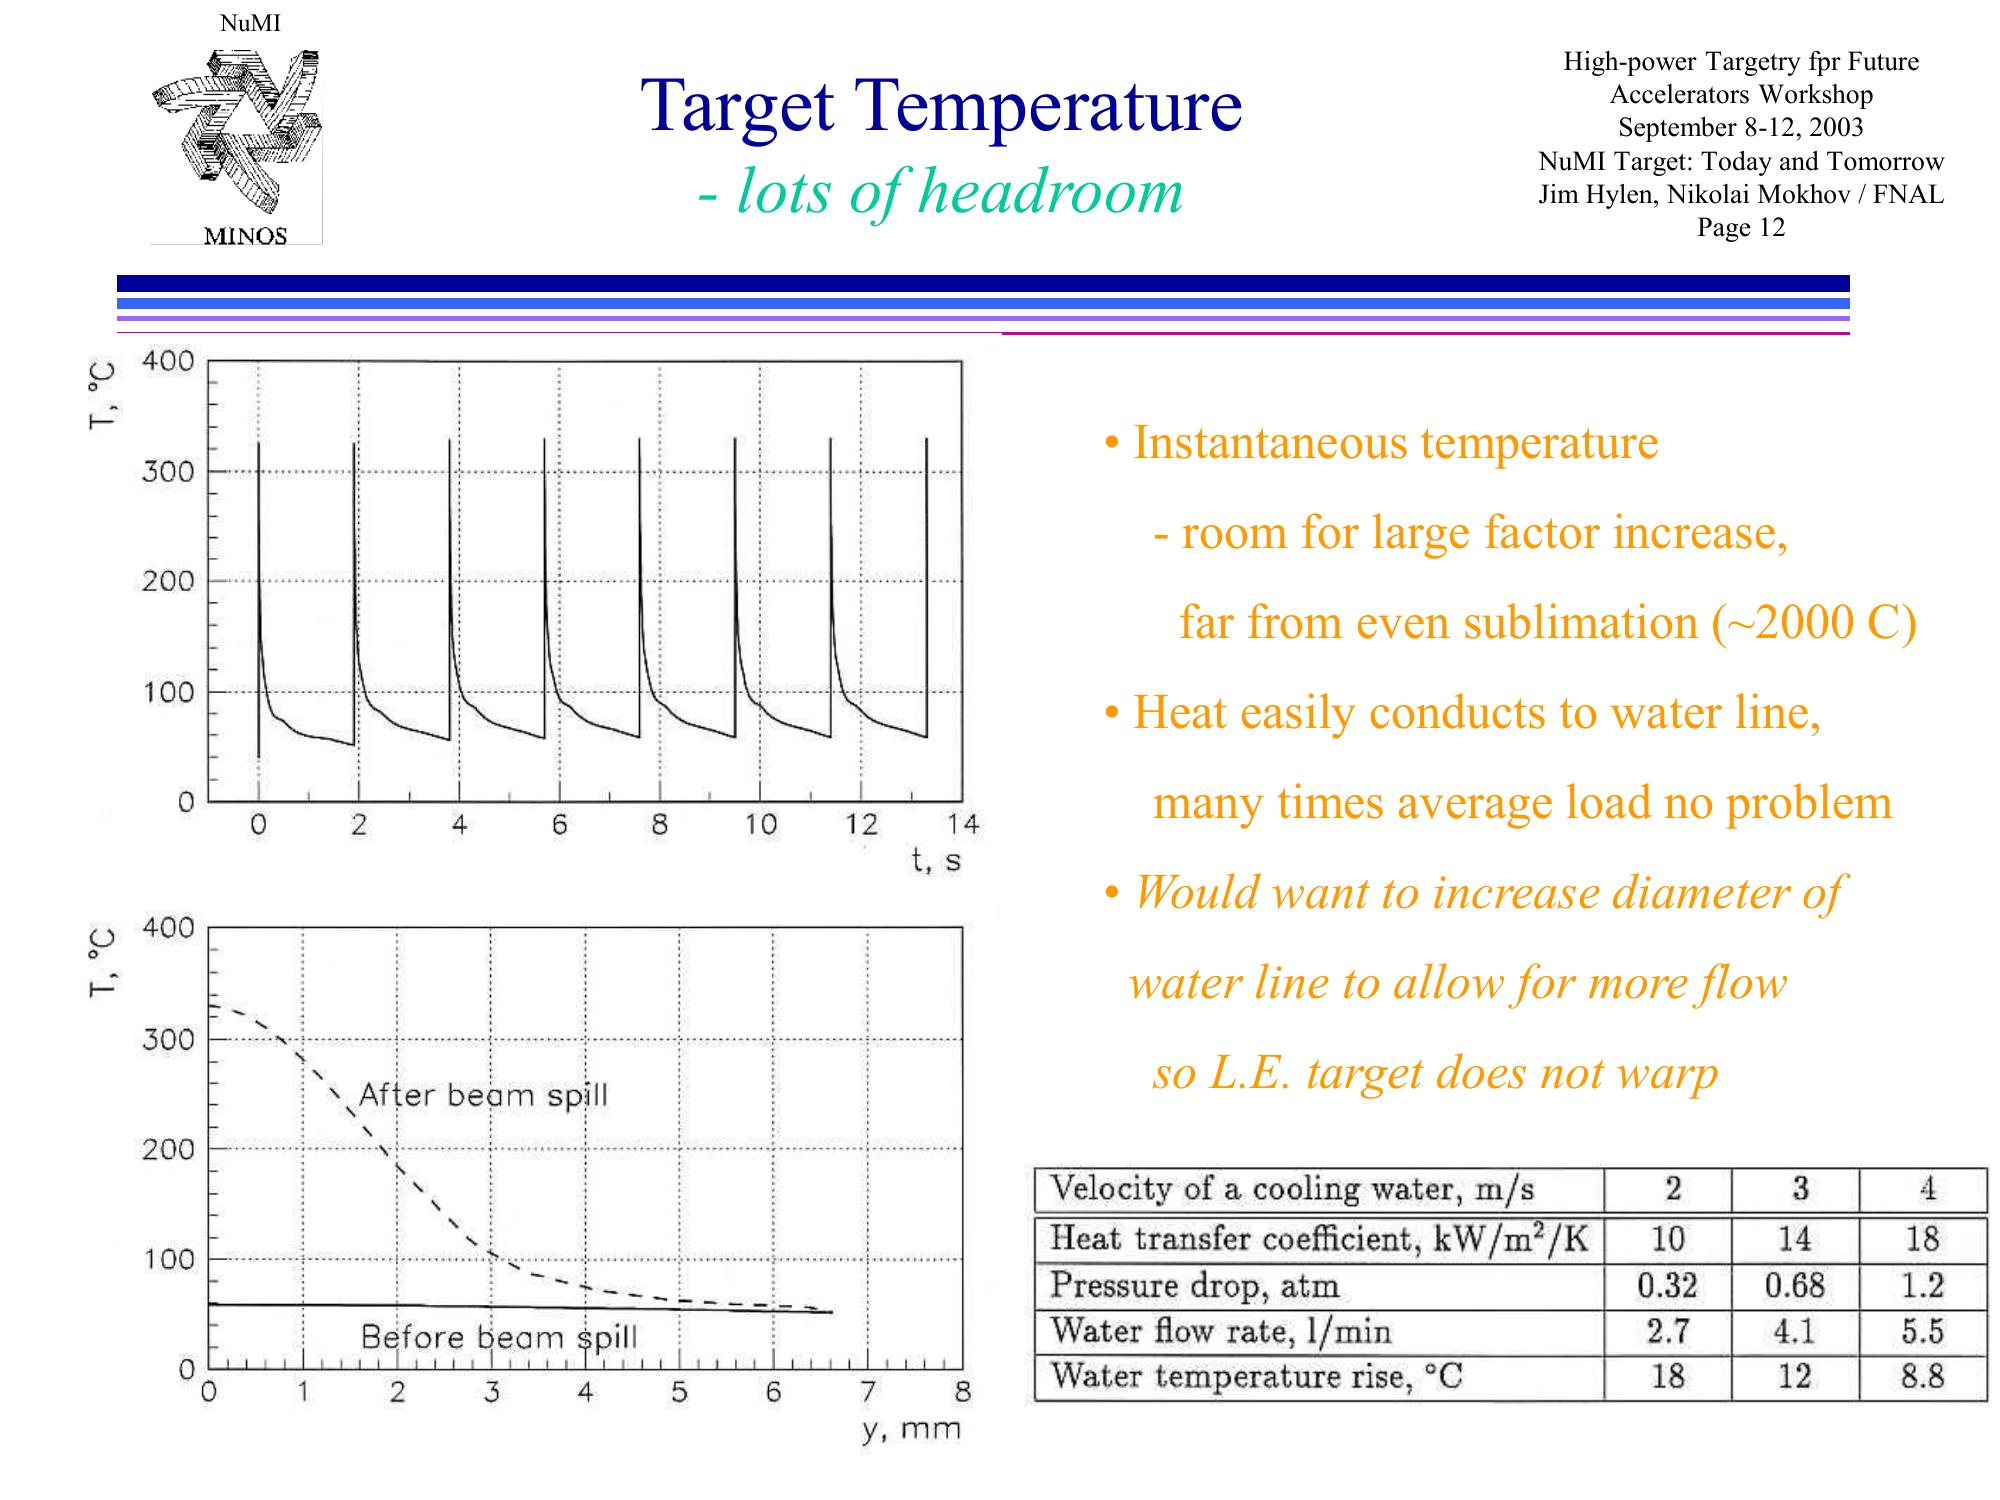 NuMI
MINOS
Target Temperature
- lots of headroom
High-power Targetry fpr Future
Accelerators Workshop
September 8-12, 2003
NuMI Target: Today and Tomorrow
Jim Hylen, Nikolai Mokhov / FNAL
Page 12
T, °C
400
300
200
100
0
0 2 4 6 8 10 12 14
t, s
T, °C
400
300
200
100
0
After beam spill
Before beam spill
0 1 2 3 4 5 6 7 8
y, mm
• Instantaneous temperature
- room for large factor increase,
far from even sublimation (~2000 C)
• Heat easily conducts to water line,
many times average load no problem
• Would want to increase diameter of
water line to allow for more flow
so L.E. target does not warp
Velocity of a cooling water, m/s 2 3 4
Heat transfer coefficient, kW/m²/K 10 14 18
Pressure drop, atm 0.32 0.68 1.2
Water flow rate, l/min 2.7 4.1 5.5
Water temperature rise, °C 18 12 8.8